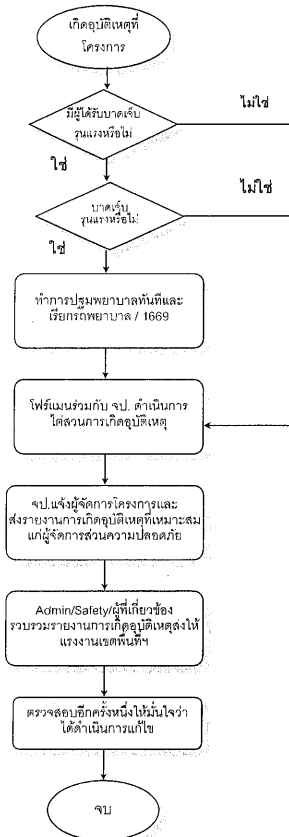 เกิดอุบัติเหตุที่
โครงการ
มีผู้ได้รับบาดเจ็บ
รุนแรงหรือไม่
ไม่ใช่
ใช่
บาดเจ็บ
รุนแรงหรือไม่
ไม่ใช่
ใช่
ทำการปฐมพยาบาลทันทีและ
เรียกรถพยาบาล / 1669
โฟร์แมนร่วมกับ จป. ดำเนินการ
ไต่สวนการเกิดอุบัติเหตุ
จป.แจ้งผู้จัดการโครงการและ
ส่งรายงานการเกิดอุบัติเหตุที่เหมาะสม
แก่ผู้จัดการส่วนความปลอดภัย
Admin/Safety/ผู้ที่เกี่ยวข้อง
รวบรวมรายงานการเกิดอุบัติเหตุส่งให้
แรงงานเขตพื้นที่ฯ
ตรวจสอบอีกครั้งหนึ่งให้มั่นใจว่า
ได้ดำเนินการแก้ไข
จบ